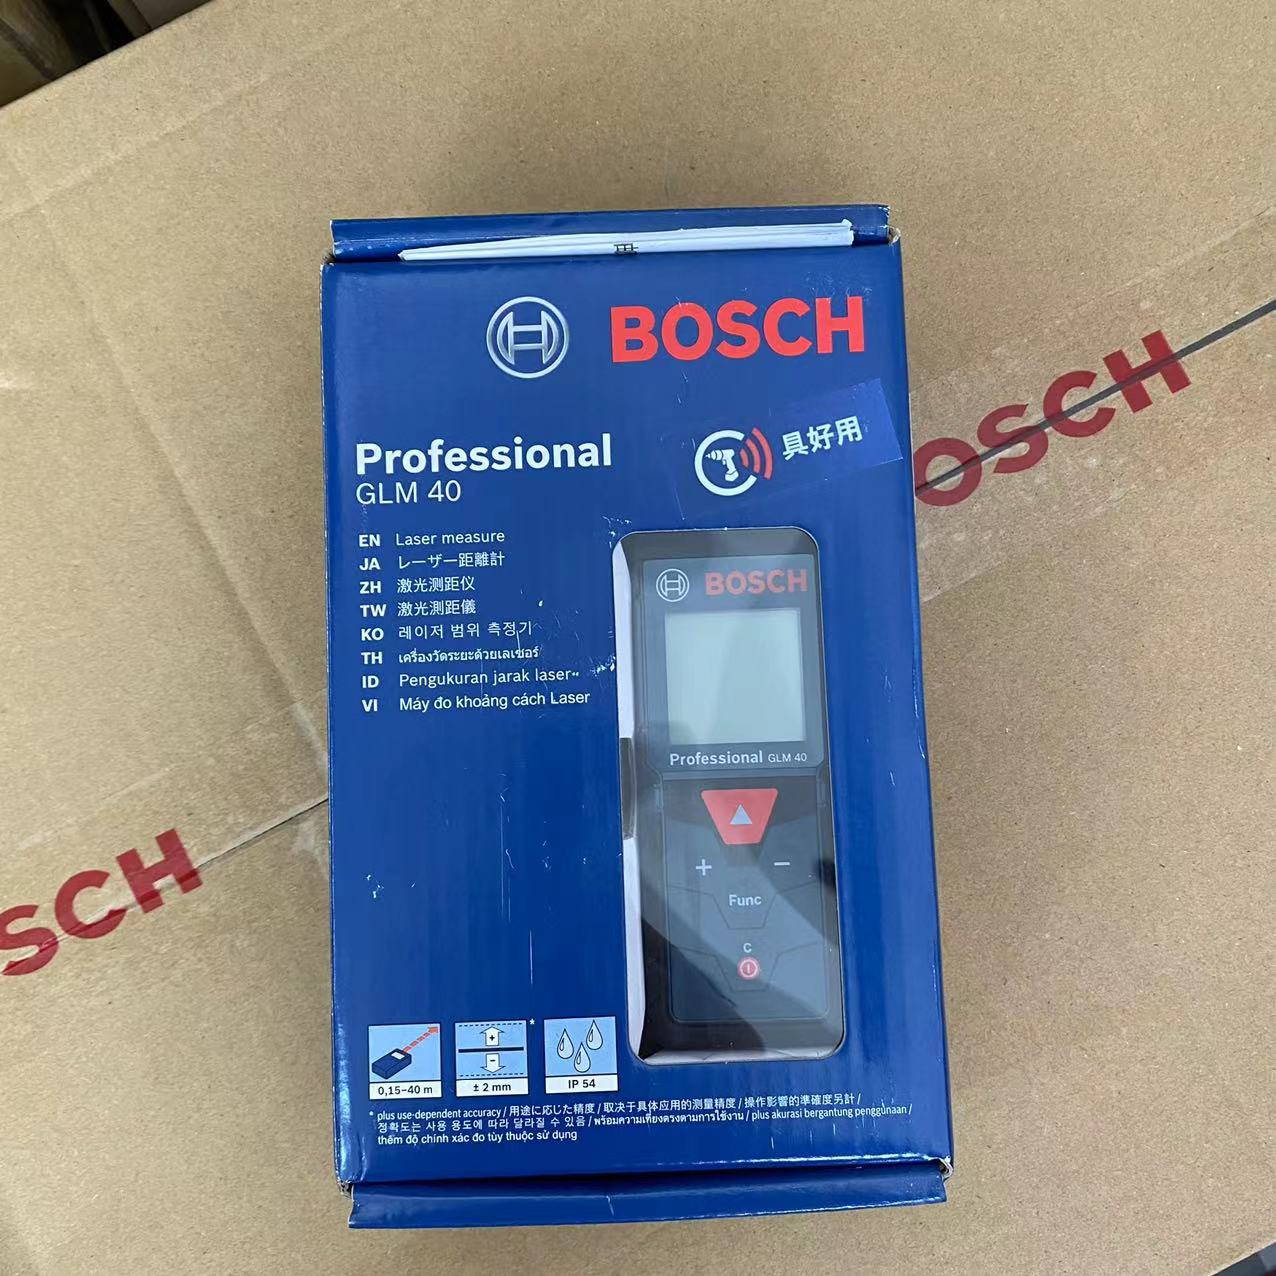 BOSCH
具好用
Professional
GLM 40
EN Laser measure
JA レーザー距離計
ZH 激光测距仪
TW 激光測距儀
KO 레이저 범위 측정기
TH เครื่องวัดระยะด้วยเลเซอร์
ID Pengukuran jarak laser
VI Máy đo khoảng cách Laser
BOSCH
Professional GLM 40
+ −
Func
C
0,15-40 m
± 2 mm *
IP 54
* plus use-dependent accuracy / 用途に応じた精度 / 取决于具体应用的测量精度 / 操作影響的準確度另計 /
정확도는 사용 용도에 따라 달라질 수 있음 / พร้อมความเที่ยงตรงตามการใช้งาน / plus akurasi bergantung penggunaan /
thêm độ chính xác đo tùy thuộc sử dụng
OSCH
SCH